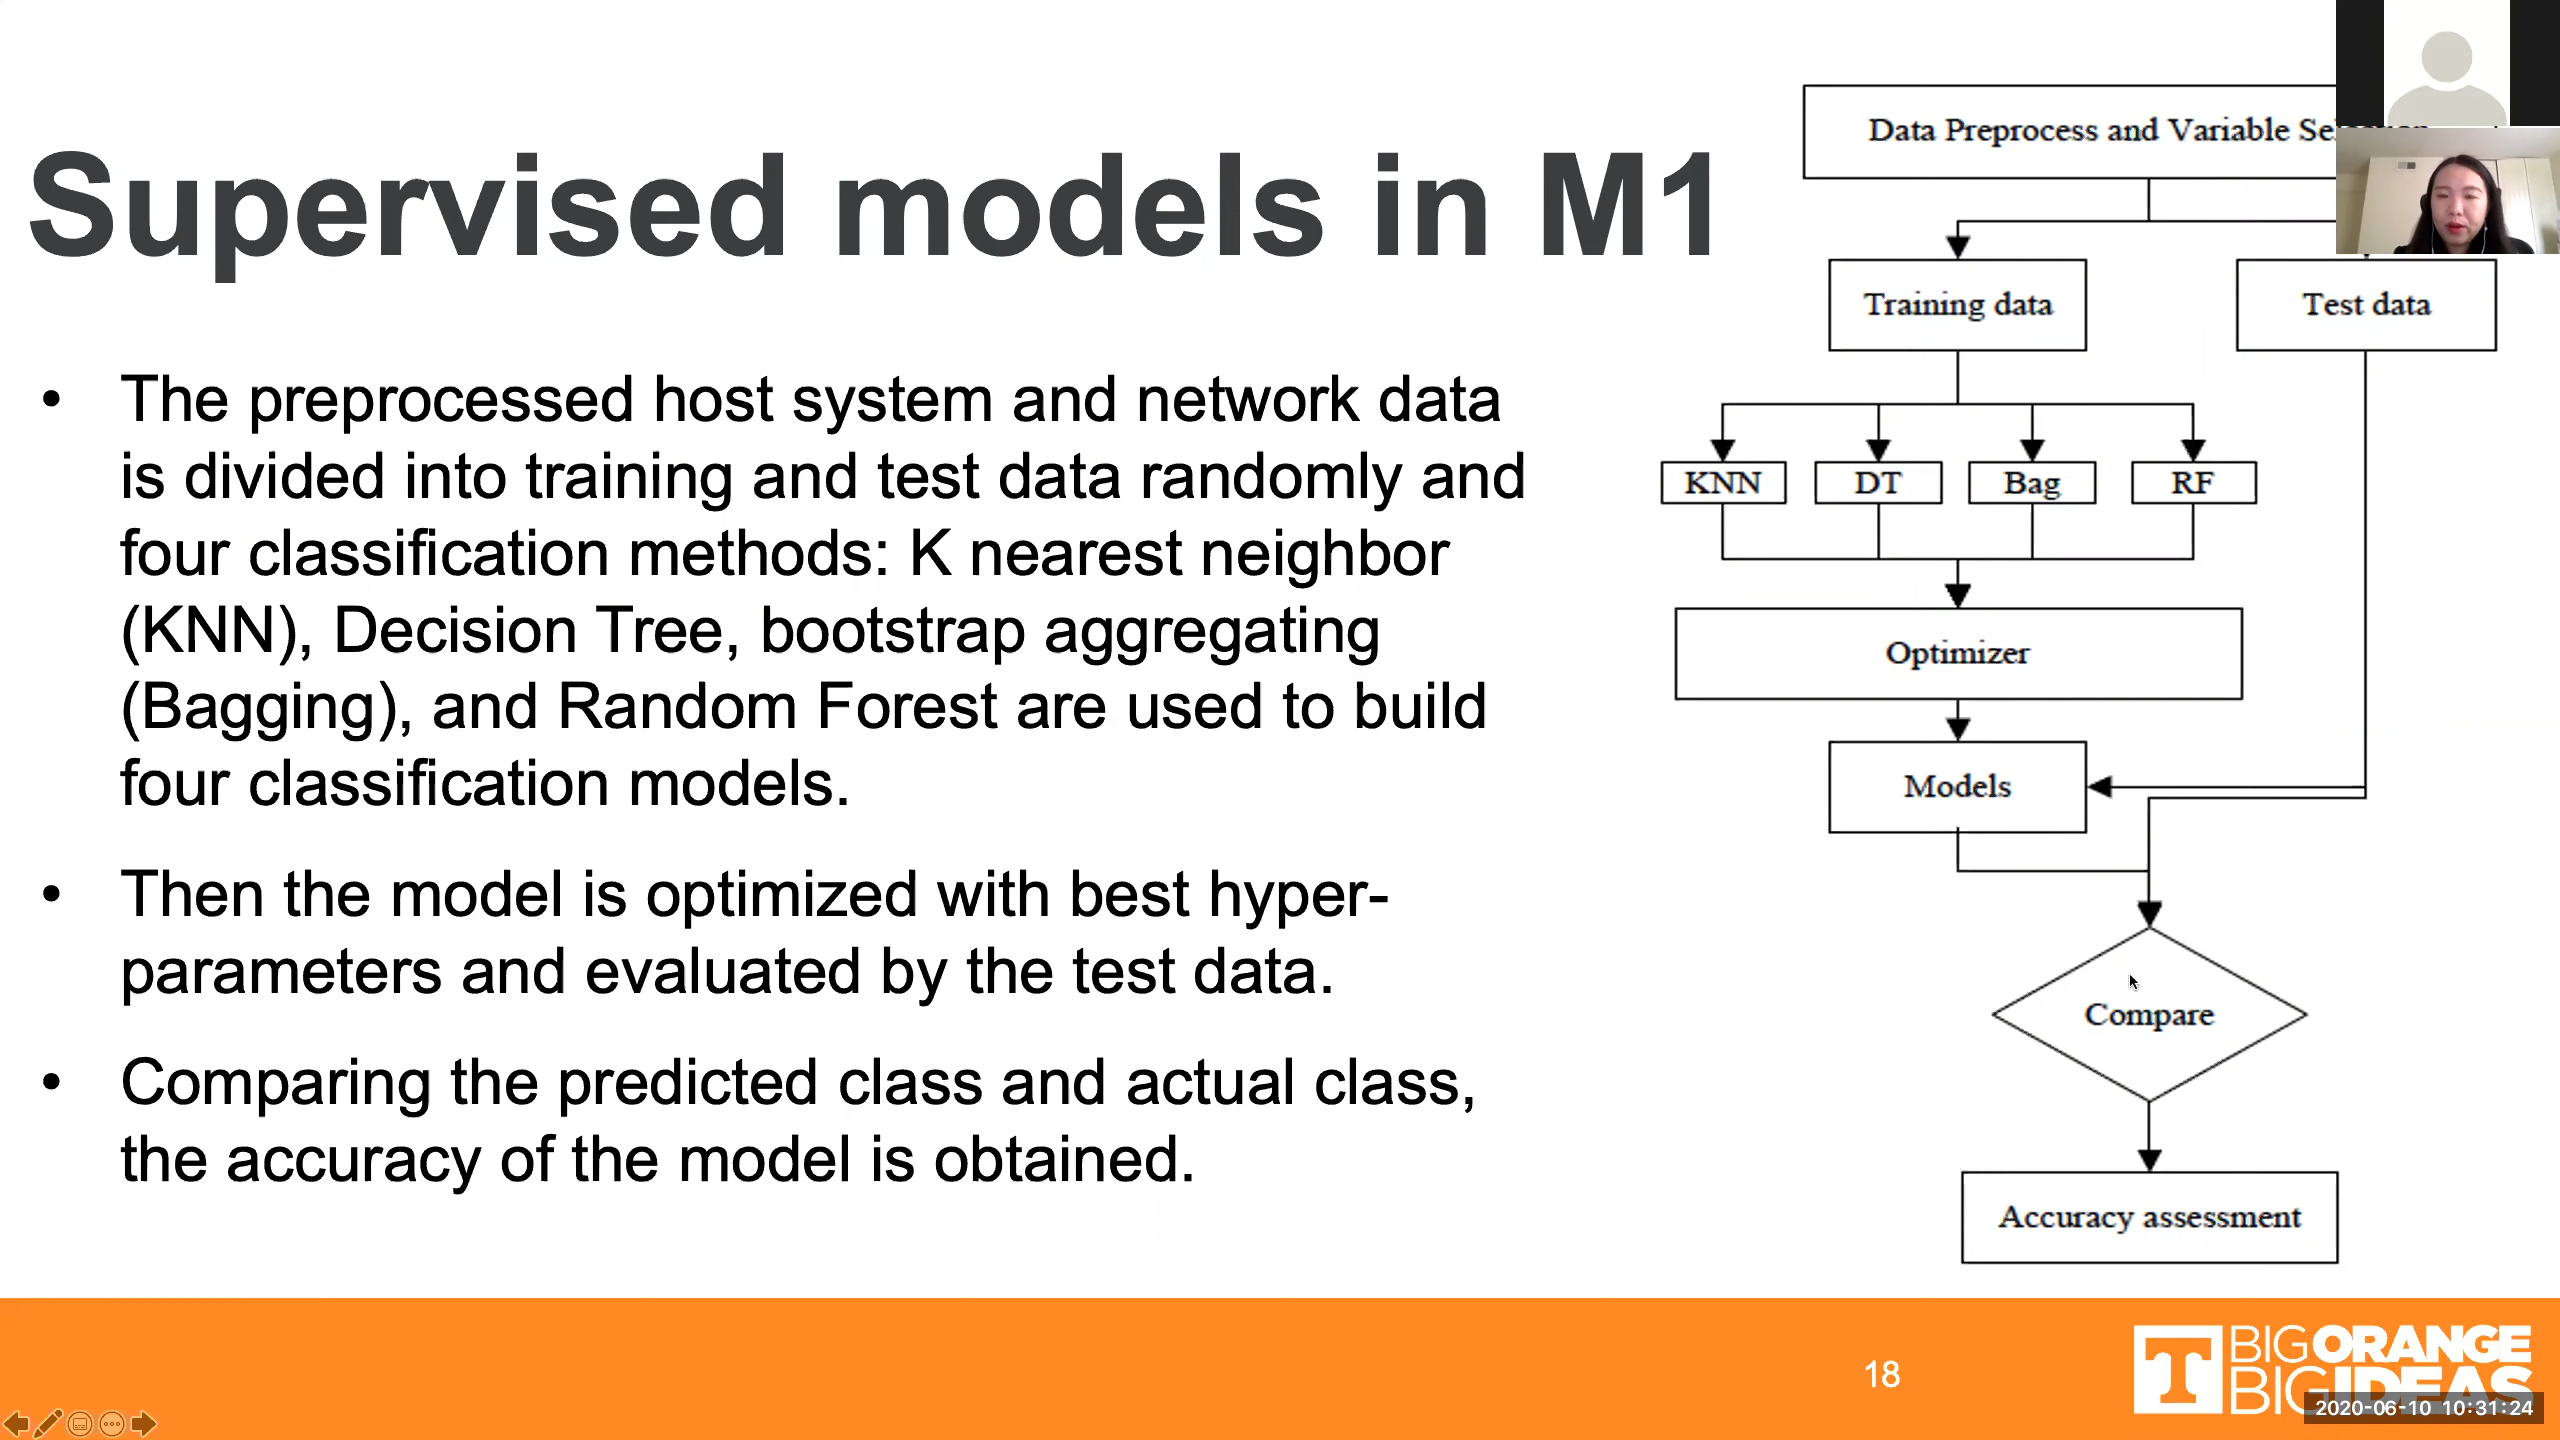 Supervised models in M1
• The preprocessed host system and network data
is divided into training and test data randomly and
four classification methods: K nearest neighbor
(KNN), Decision Tree, bootstrap aggregating
(Bagging), and Random Forest are used to build
four classification models.
• Then the model is optimized with best hyper-
parameters and evaluated by the test data.
• Comparing the predicted class and actual class,
the accuracy of the model is obtained.
Data Preprocess and Variable
Training data
Test data
KNN
DT
Bag
RF
Optimizer
Models
Compare
Accuracy assessment
18
T
BIGORANGE
BIGIDEAS
2020-06-10 10:31:24